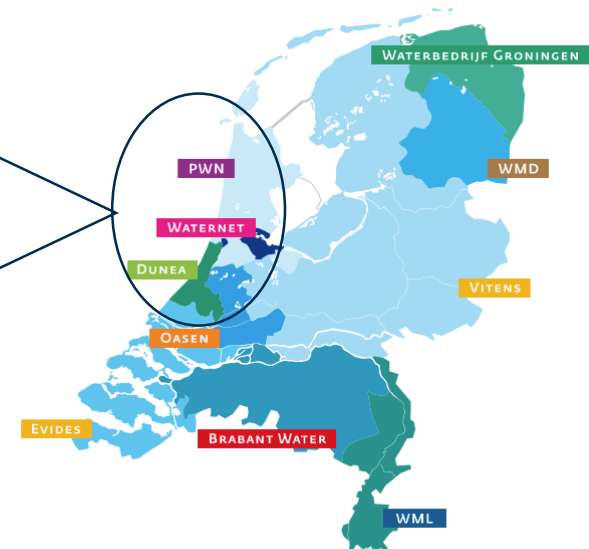 WATERBEDRIJF GRONINGEN
PWN
WMD
WATERNET
DUNEA
VITENS
OASEN
EVIDES
BRABANT WATER
WML